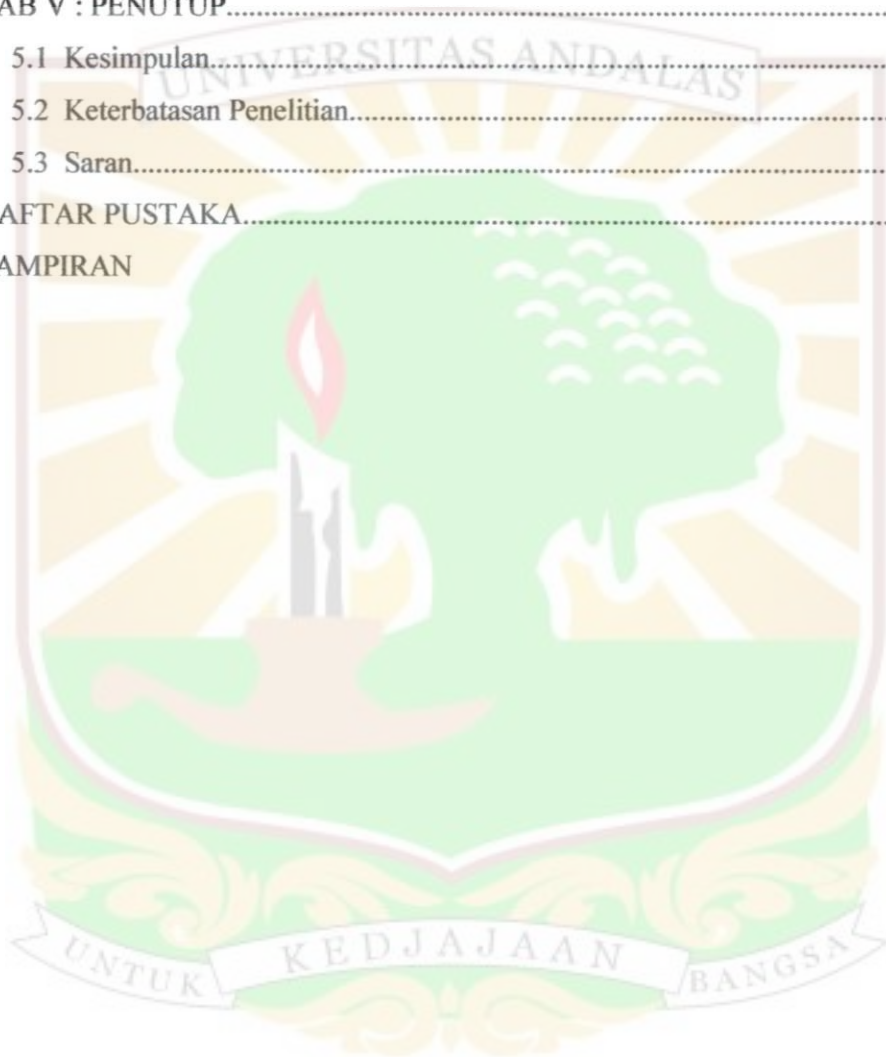 AB V : PENUTUP
5.1 Kesimpulan
5.2 Keterbatasan Penelitian
5.3 Saran
AFTAR PUSTAKA
AMPIRAN
UNIVERSITAS ANDALAS
UNTUK KEDJAJAAN BANGSA